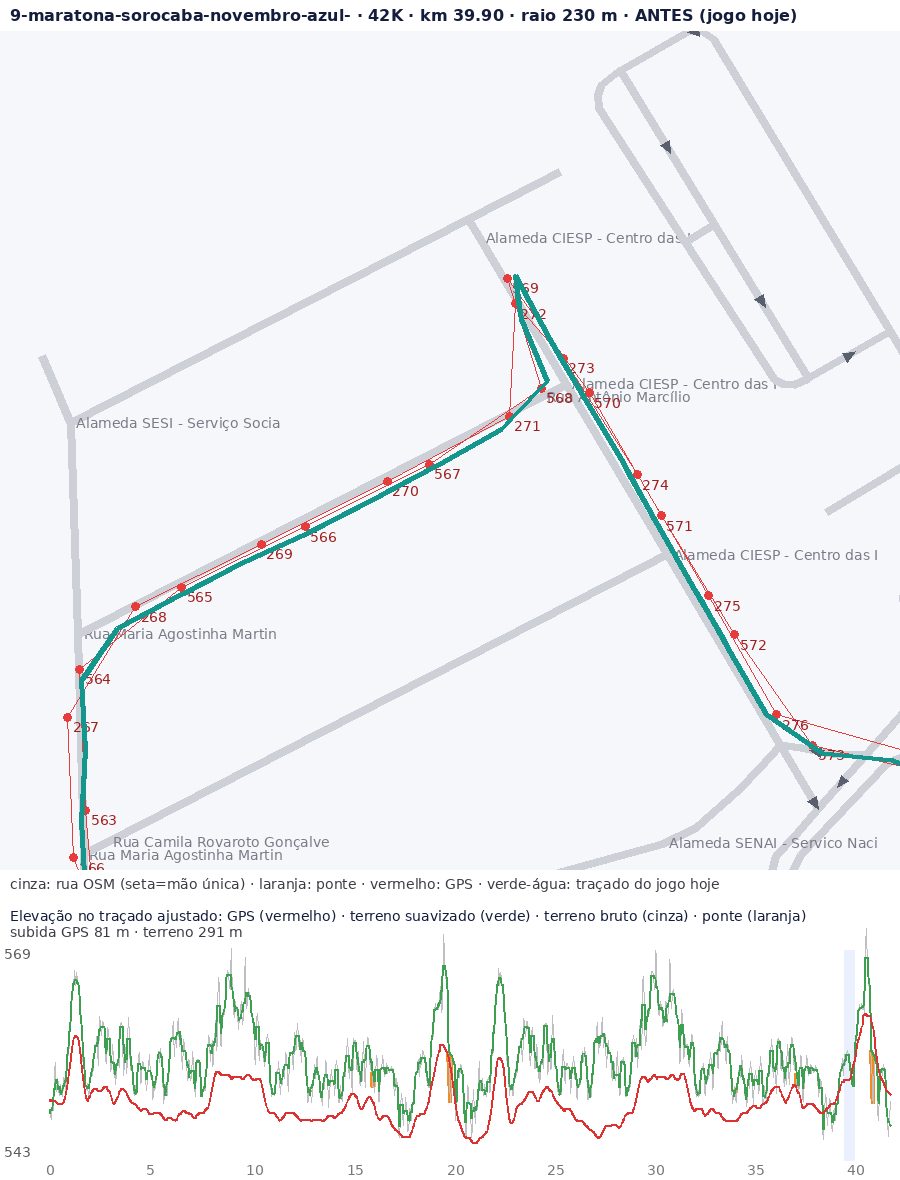 9-maratona-sorocaba-novembro-azul- · 42K · km 39.90 · raio 230 m · ANTES (jogo hoje)
Alameda CIESP - Centro das I
272
273
Alameda CIESP - Centro das I
568
570
Alameda SESI - Serviço Socia
271
567
274
270
571
566
269
Alameda CIESP - Centro das I
565
275
268
Rua Maria Agostinha Martin
572
564
267
276
573
563
Rua Camila Rovaroto Gonçalve
Alameda SENAI - Servico Naci
Rua Maria Agostinha Martin
cinza: rua OSM (seta=mão única) · laranja: ponte · vermelho: GPS · verde-água: traçado do jogo hoje
Elevação no traçado ajustado: GPS (vermelho) · terreno suavizado (verde) · terreno bruto (cinza) · ponte (laranja)
subida GPS 81 m · terreno 291 m
569
543
0 5 10 15 20 25 30 35 40